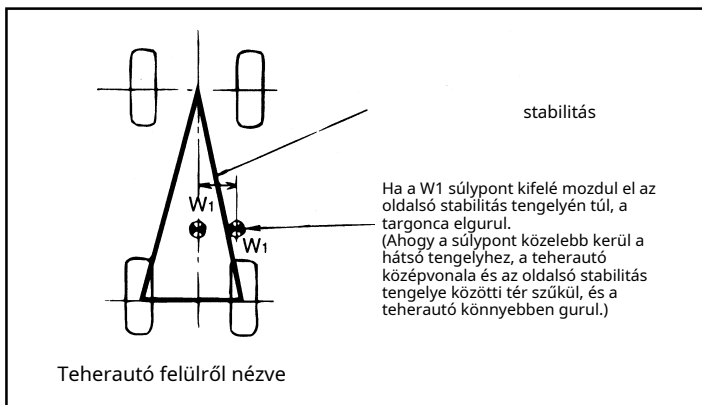 stabilitás
Ha a W1 súlypont kifelé mozdul el az
oldalsó stabilitás tengelyén túl, a
targonca elgurul.
(Ahogy a súlypont közelebb kerül a
hátsó tengelyhez, a teherautó
középvonala és az oldalsó stabilitás
tengelye közötti tér szűkül, és a
teherautó könnyebben gurul.)
W1
W1
Teherautó felülről nézve